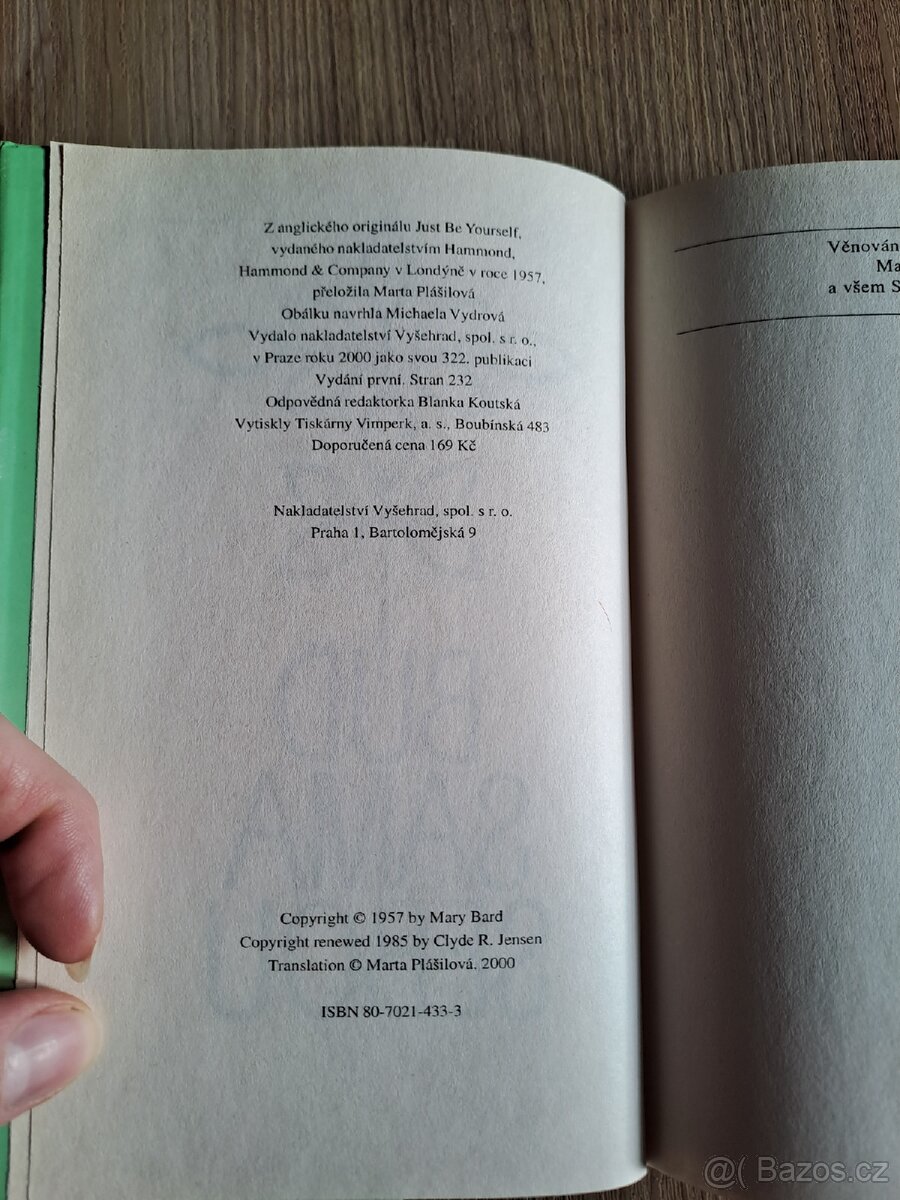 Z anglického originálu Just Be Yourself,
vydaného nakladatelstvím Hammond,
Hammond & Company v Londýně v roce 1957,
přeložila Marta Plášilová
Obálku navrhla Michaela Vydrová
Vydalo nakladatelství Vyšehrad, spol. s r. o.,
v Praze roku 2000 jako svou 322. publikaci
Vydání první. Stran 232
Odpovědná redaktorka Blanka Koutská
Vytiskly Tiskárny Vimperk, a. s., Boubínská 483
Doporučená cena 169 Kč
Nakladatelství Vyšehrad, spol. s r. o.
Praha 1, Bartolomějská 9
Copyright © 1957 by Mary Bard
Copyright renewed 1985 by Clyde R. Jensen
Translation © Marta Plášilová, 2000
ISBN 80-7021-433-3
Věnován
Ma
a všem S
@( Bazos.cz